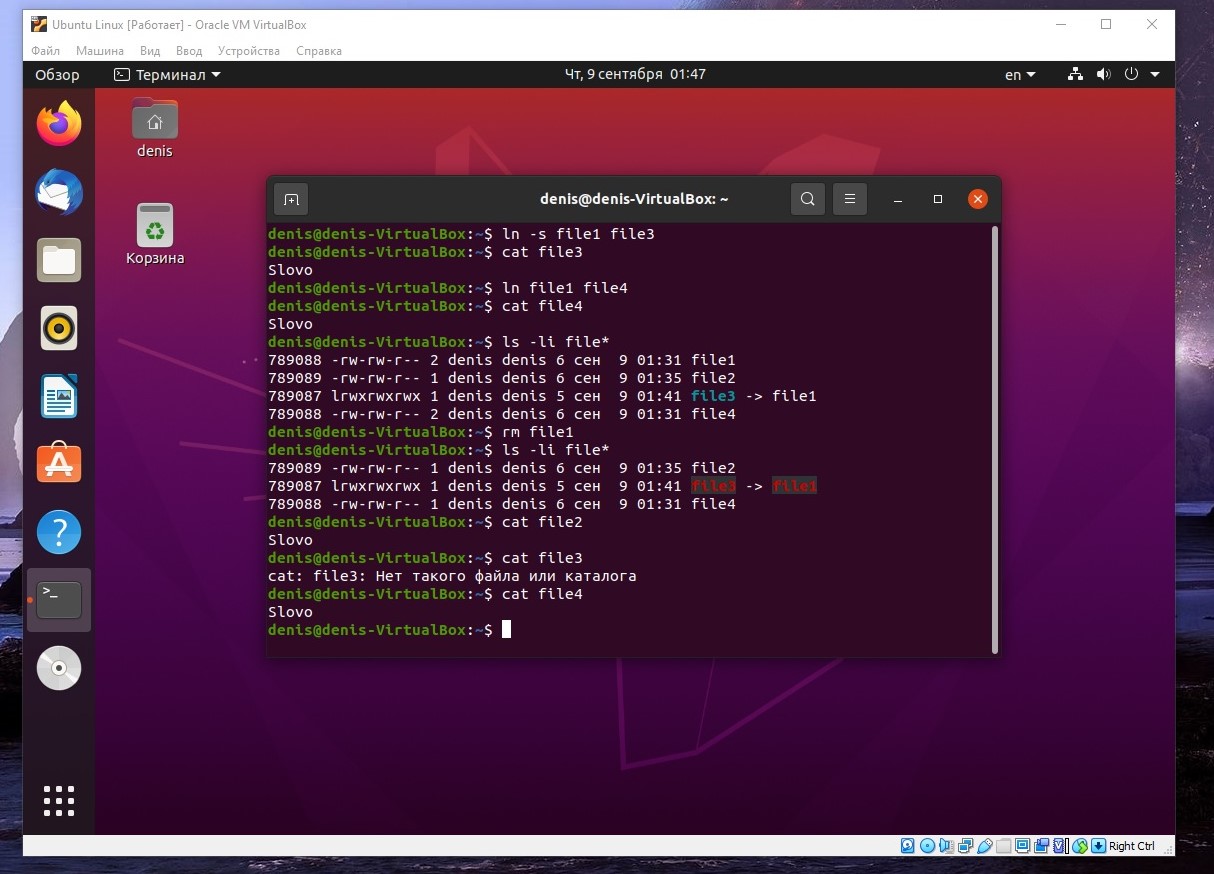 Ubuntu Linux [Работает] - Oracle VM VirtualBox
Файл Машина Вид Ввод Устройства Справка
Обзор Терминал Чт, 9 сентября 01:47 en
denis
Корзина
denis@denis-VirtualBox: ~
denis@denis-VirtualBox:~$ ln -s file1 file3
denis@denis-VirtualBox:~$ cat file3
Slovo
denis@denis-VirtualBox:~$ ln file1 file4
denis@denis-VirtualBox:~$ cat file4
Slovo
denis@denis-VirtualBox:~$ ls -li file*
789088 -rw-rw-r-- 2 denis denis 6 сен  9 01:31 file1
789089 -rw-rw-r-- 1 denis denis 6 сен  9 01:35 file2
789087 lrwxrwxrwx 1 denis denis 5 сен  9 01:41 file3 -> file1
789088 -rw-rw-r-- 2 denis denis 6 сен  9 01:31 file4
denis@denis-VirtualBox:~$ rm file1
denis@denis-VirtualBox:~$ ls -li file*
789089 -rw-rw-r-- 1 denis denis 6 сен  9 01:35 file2
789087 lrwxrwxrwx 1 denis denis 5 сен  9 01:41 file3 -> file1
789088 -rw-rw-r-- 1 denis denis 6 сен  9 01:31 file4
denis@denis-VirtualBox:~$ cat file2
Slovo
denis@denis-VirtualBox:~$ cat file3
cat: file3: Нет такого файла или каталога
denis@denis-VirtualBox:~$ cat file4
Slovo
denis@denis-VirtualBox:~$
Right Ctrl